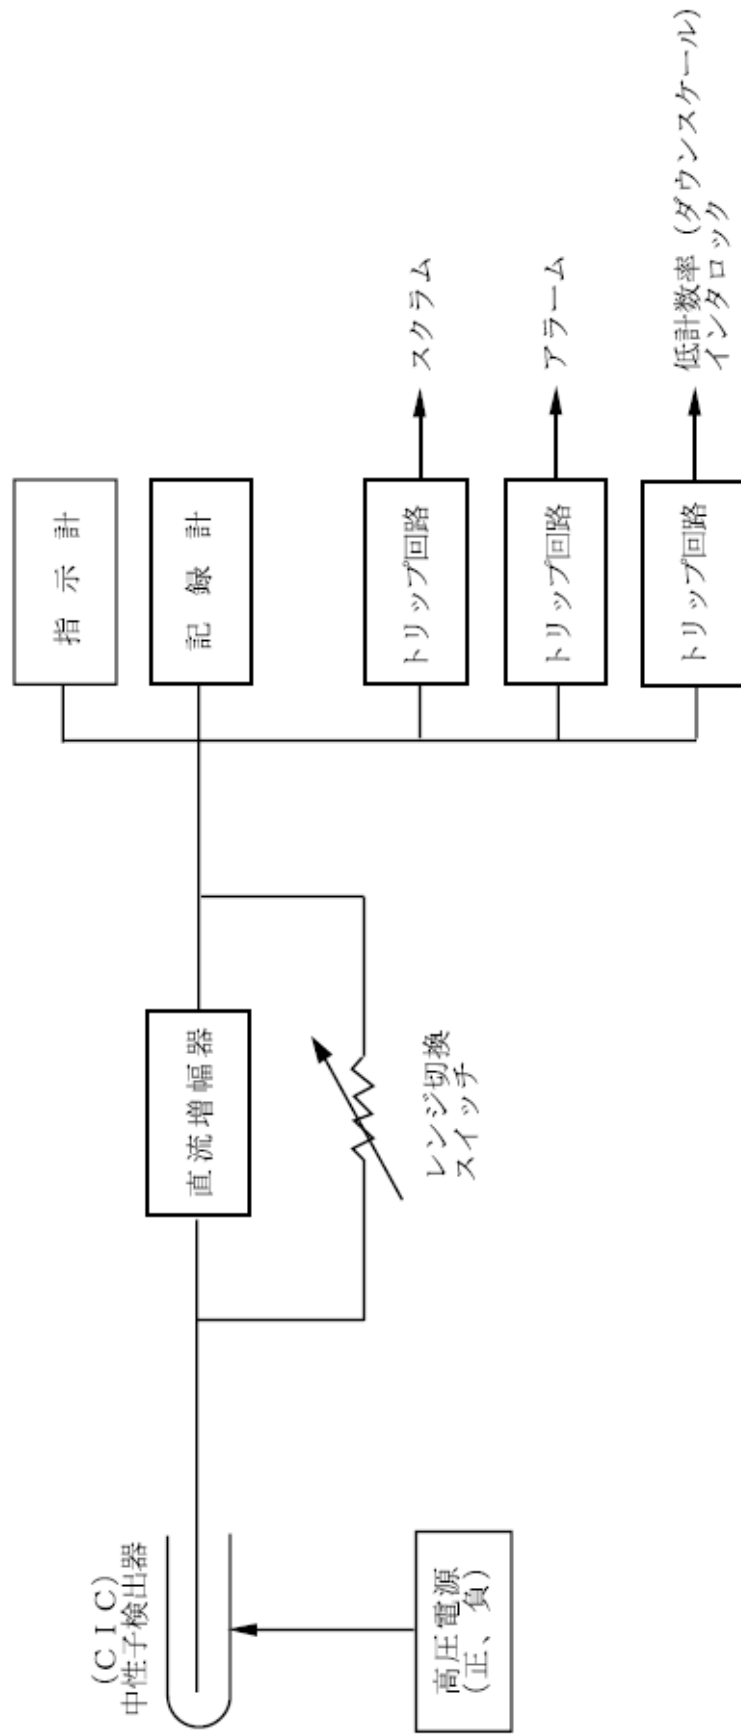 (ＣＩＣ)
中性子検出器
高圧電源
(正、負)
直流増幅器
レンジ切換
スイッチ
指示計
記録計
トリップ回路
スクラム
トリップ回路
アラーム
トリップ回路
低計数率（ダウンスケール）
インタロック